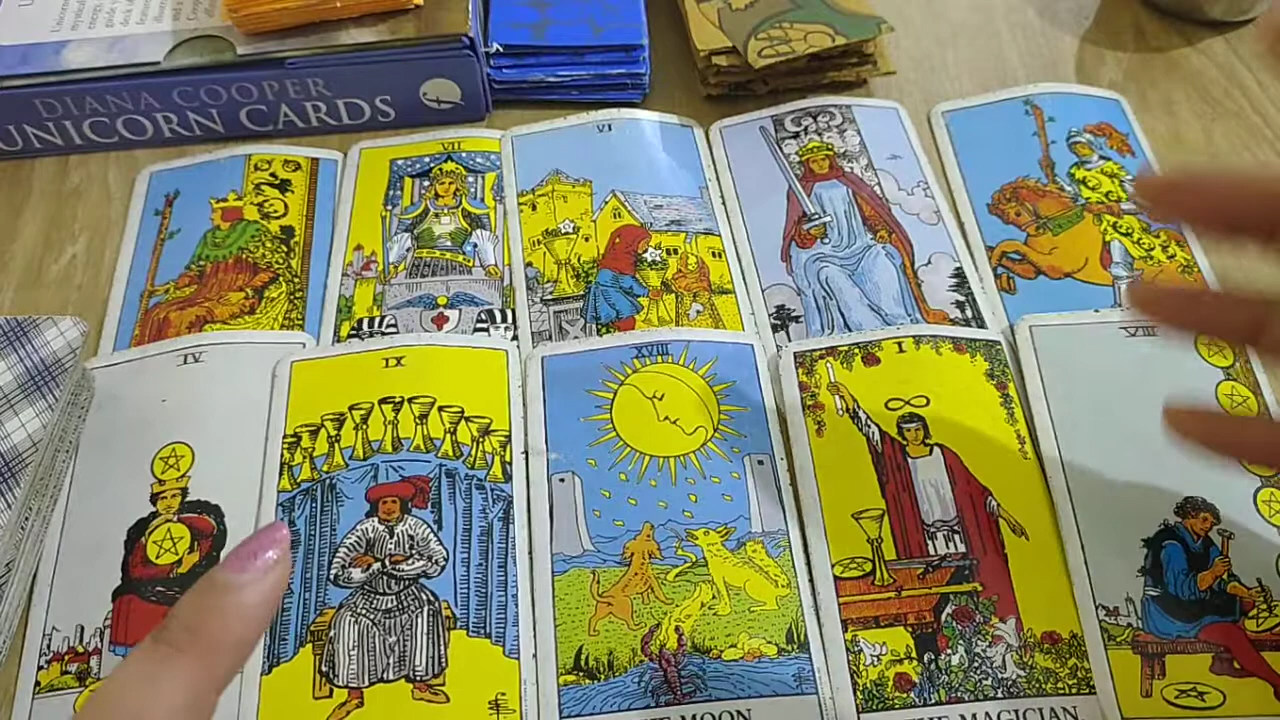 DIANA COOPER
UNICORN CARDS
VII
VI
IV
IX
XVIII
I
VIII
THE MOON
THE MAGICIAN